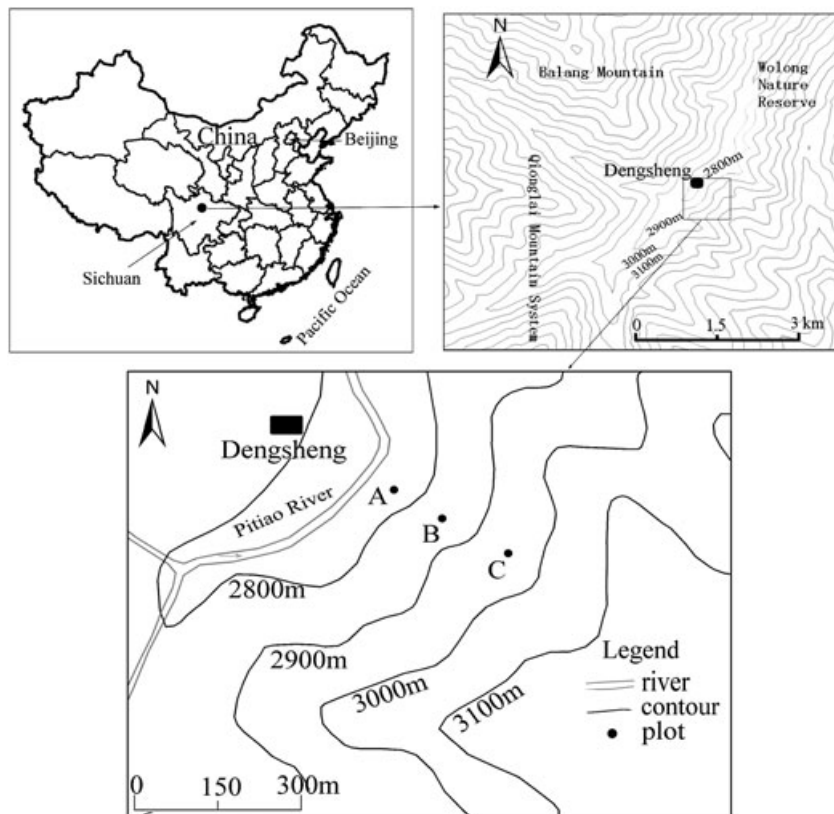 China
Beijing
Sichuan
Pacific Ocean
N
Balang Mountain
Wolong
Nature
Reserve
Qionglai Mountain System
Dengsheng
2800m
2900m
3000m
3100m
0 1.5 3 km
N
Dengsheng
Pitiao River
A
B
C
2800m
2900m
3000m
3100m
Legend
river
contour
plot
0 150 300m